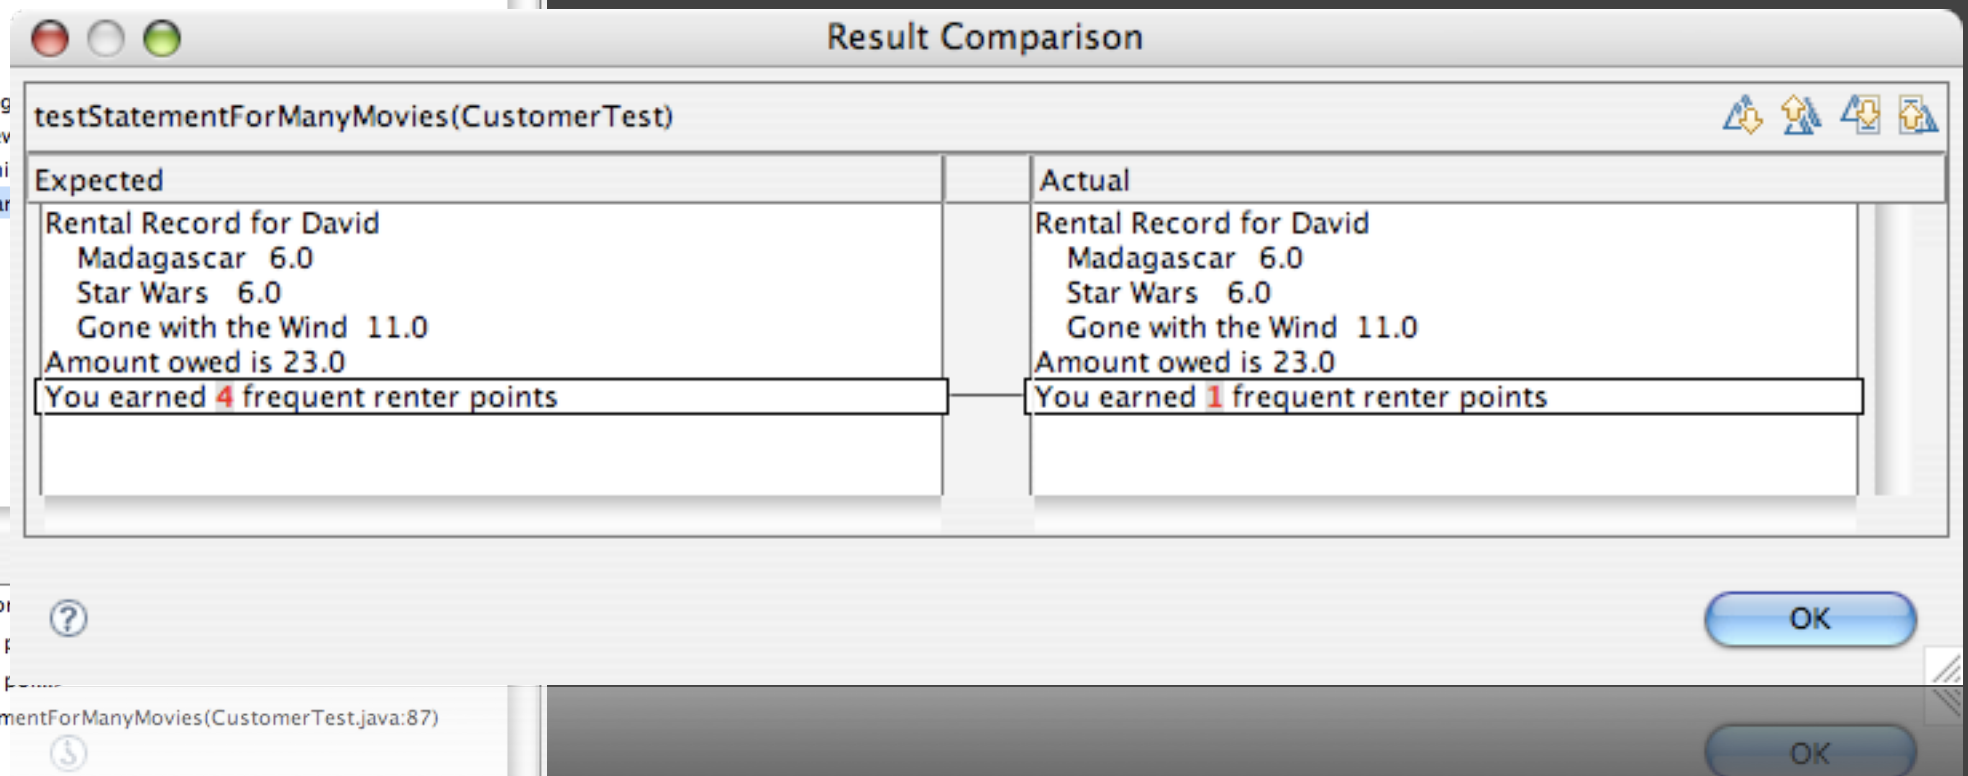 Result Comparison
testStatementForManyMovies(CustomerTest)
Expected
Actual
Rental Record for David
Madagascar 6.0
Star Wars 6.0
Gone with the Wind 11.0
Amount owed is 23.0
You earned 4 frequent renter points
Rental Record for David
Madagascar 6.0
Star Wars 6.0
Gone with the Wind 11.0
Amount owed is 23.0
You earned 1 frequent renter points
?
OK
mentForManyMovies(CustomerTest.java:87)
OK